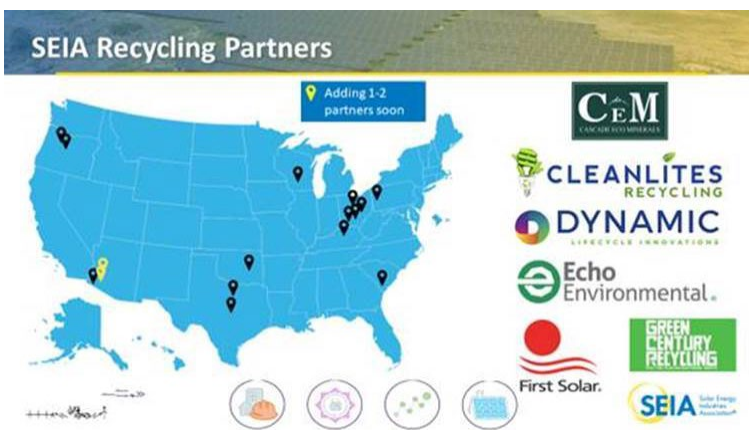 SEIA Recycling Partners
Adding 1-2
partners soon
CEM
CASCADE ECO MINERALS
CLEANLITES
RECYCLING
DYNAMIC
LIFECYCLE INNOVATIONS
Echo
Environmental
First Solar.
GREEN
CENTURY
RECYCLING
SEIA
Solar Energy
Industries
Association